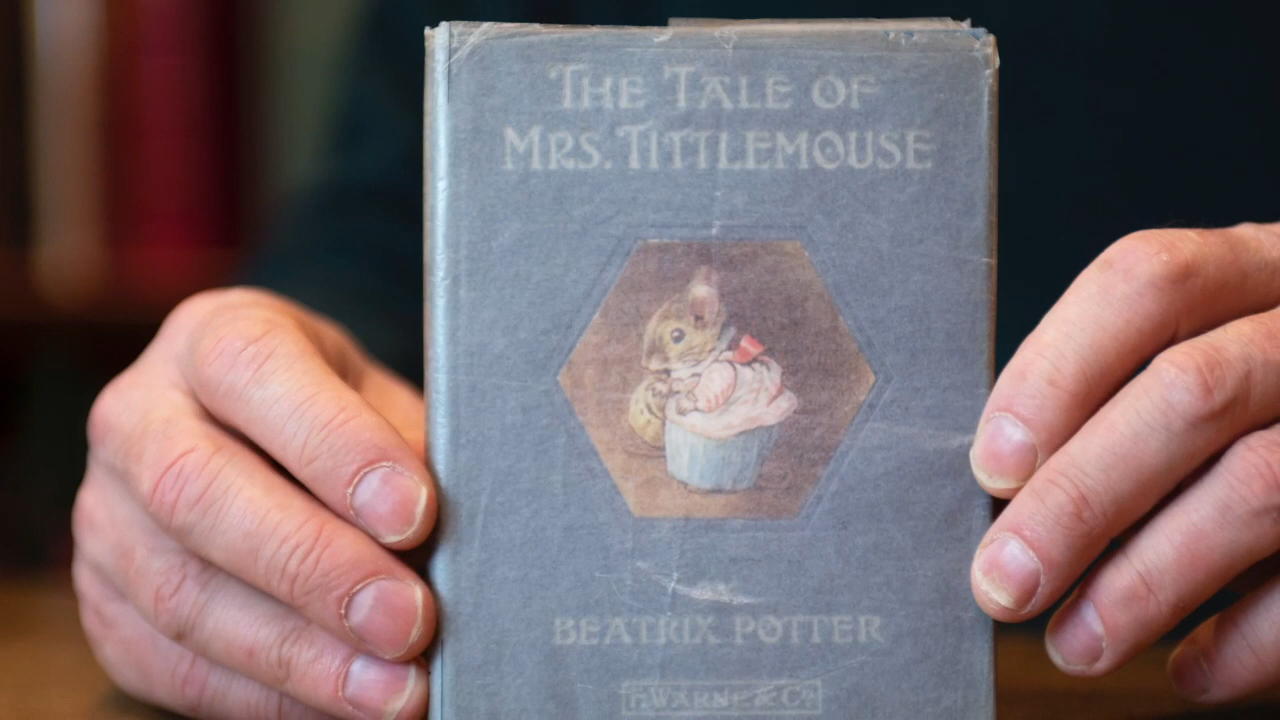 THE TALE OF
MRS. TITTLEMOUSE
BEATRIX POTTER
F. WARNE & Co